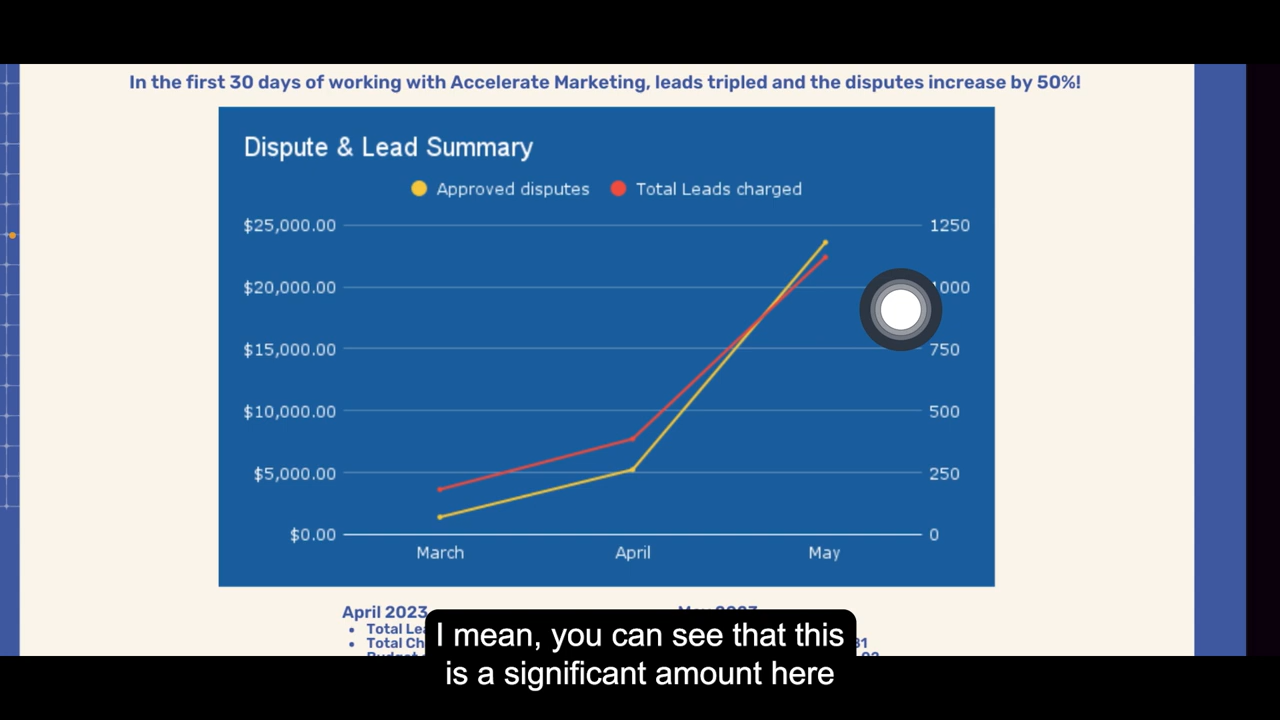 In the first 30 days of working with Accelerate Marketing, leads tripled and the disputes increase by 50%!
Dispute & Lead Summary
Approved disputes Total Leads charged
$25,000.00 1250
$20,000.00 1000
$15,000.00 750
$10,000.00 500
$5,000.00 250
$0.00 0
March April May
April 2023
I mean, you can see that this
is a significant amount here